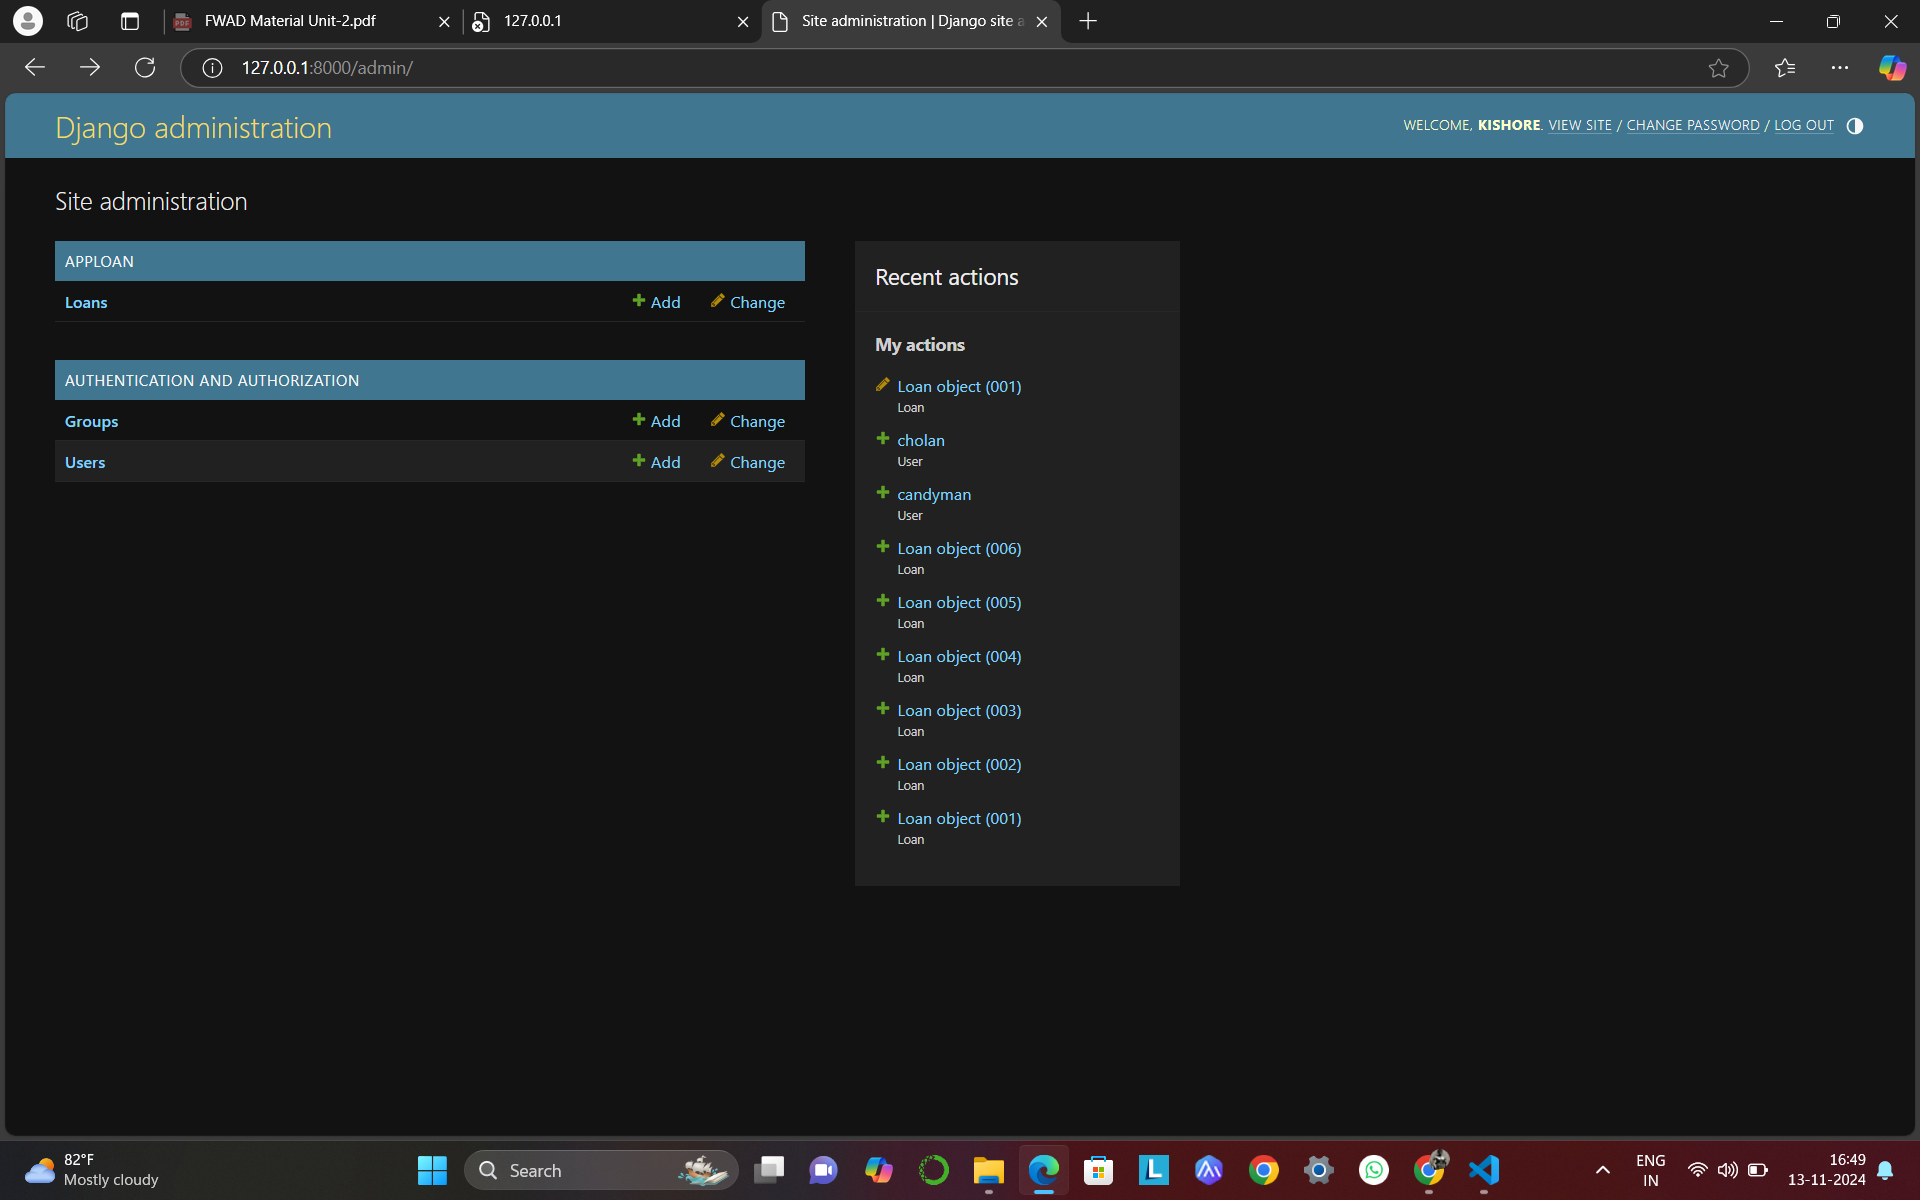 FWAD Material Unit-2.pdf
127.0.0.1
Site administration | Django site a
127.0.0.1:8000/admin/
Django administration
WELCOME, KISHORE. VIEW SITE / CHANGE PASSWORD / LOG OUT
Site administration
APPLOAN
Loans Add Change
AUTHENTICATION AND AUTHORIZATION
Groups Add Change
Users Add Change
Recent actions
My actions
Loan object (001)
Loan
cholan
User
candyman
User
Loan object (006)
Loan
Loan object (005)
Loan
Loan object (004)
Loan
Loan object (003)
Loan
Loan object (002)
Loan
Loan object (001)
Loan
82°F
Mostly cloudy
Search
ENG
IN
16:49
13-11-2024